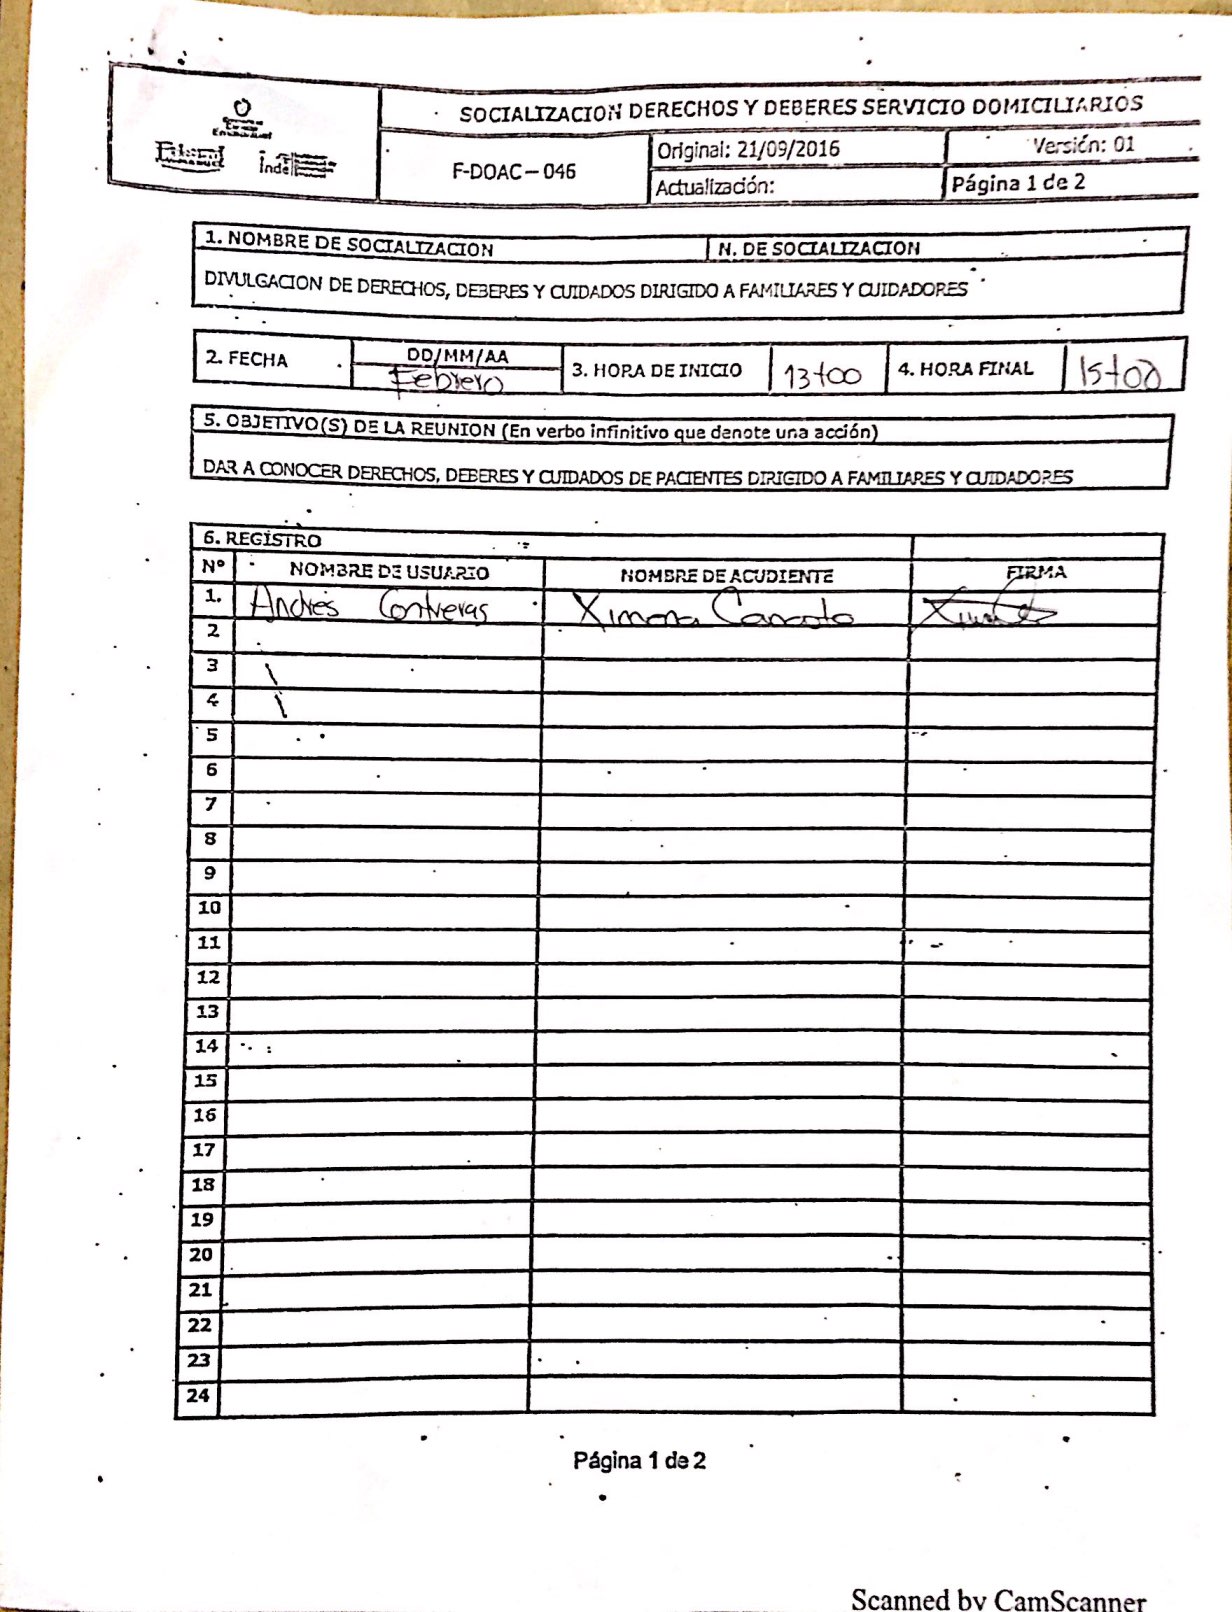 SOCIALIZACION DERECHOS Y DEBERES SERVICIO DOMICILIARIOS
F-DOAC-046
Original: 21/09/2016
Versión: 01
Actualización:
Página 1 de 2
Indel
1. NOMBRE DE SOCIALIZACION
N. DE SOCIALIZACION
DIVULGACION DE DERECHOS, DEBERES Y CUIDADOS DIRIGIDO A FAMILIARES Y CUIDADORES
2. FECHA
DD/MM/AA
Febrero
3. HORA DE INICIO
13+00
4. HORA FINAL
15+00
5. OBJETIVO(S) DE LA REUNION (En verbo infinitivo que denote una acción)
DAR A CONOCER DERECHOS, DEBERES Y CUIDADOS DE PACIENTES DIRIGIDO A FAMILIARES Y CUIDADORES
6. REGISTRO
Nº NOMBRE DE USUARIO NOMBRE DE ACUDIENTE FIRMA
1. Andrés Contreras Ximena
2
3
4
5
6
7
8
9
10
11
12
13
14
15
16
17
18
19
20
21
22
23
24
Página 1 de 2
Scanned by CamScanner